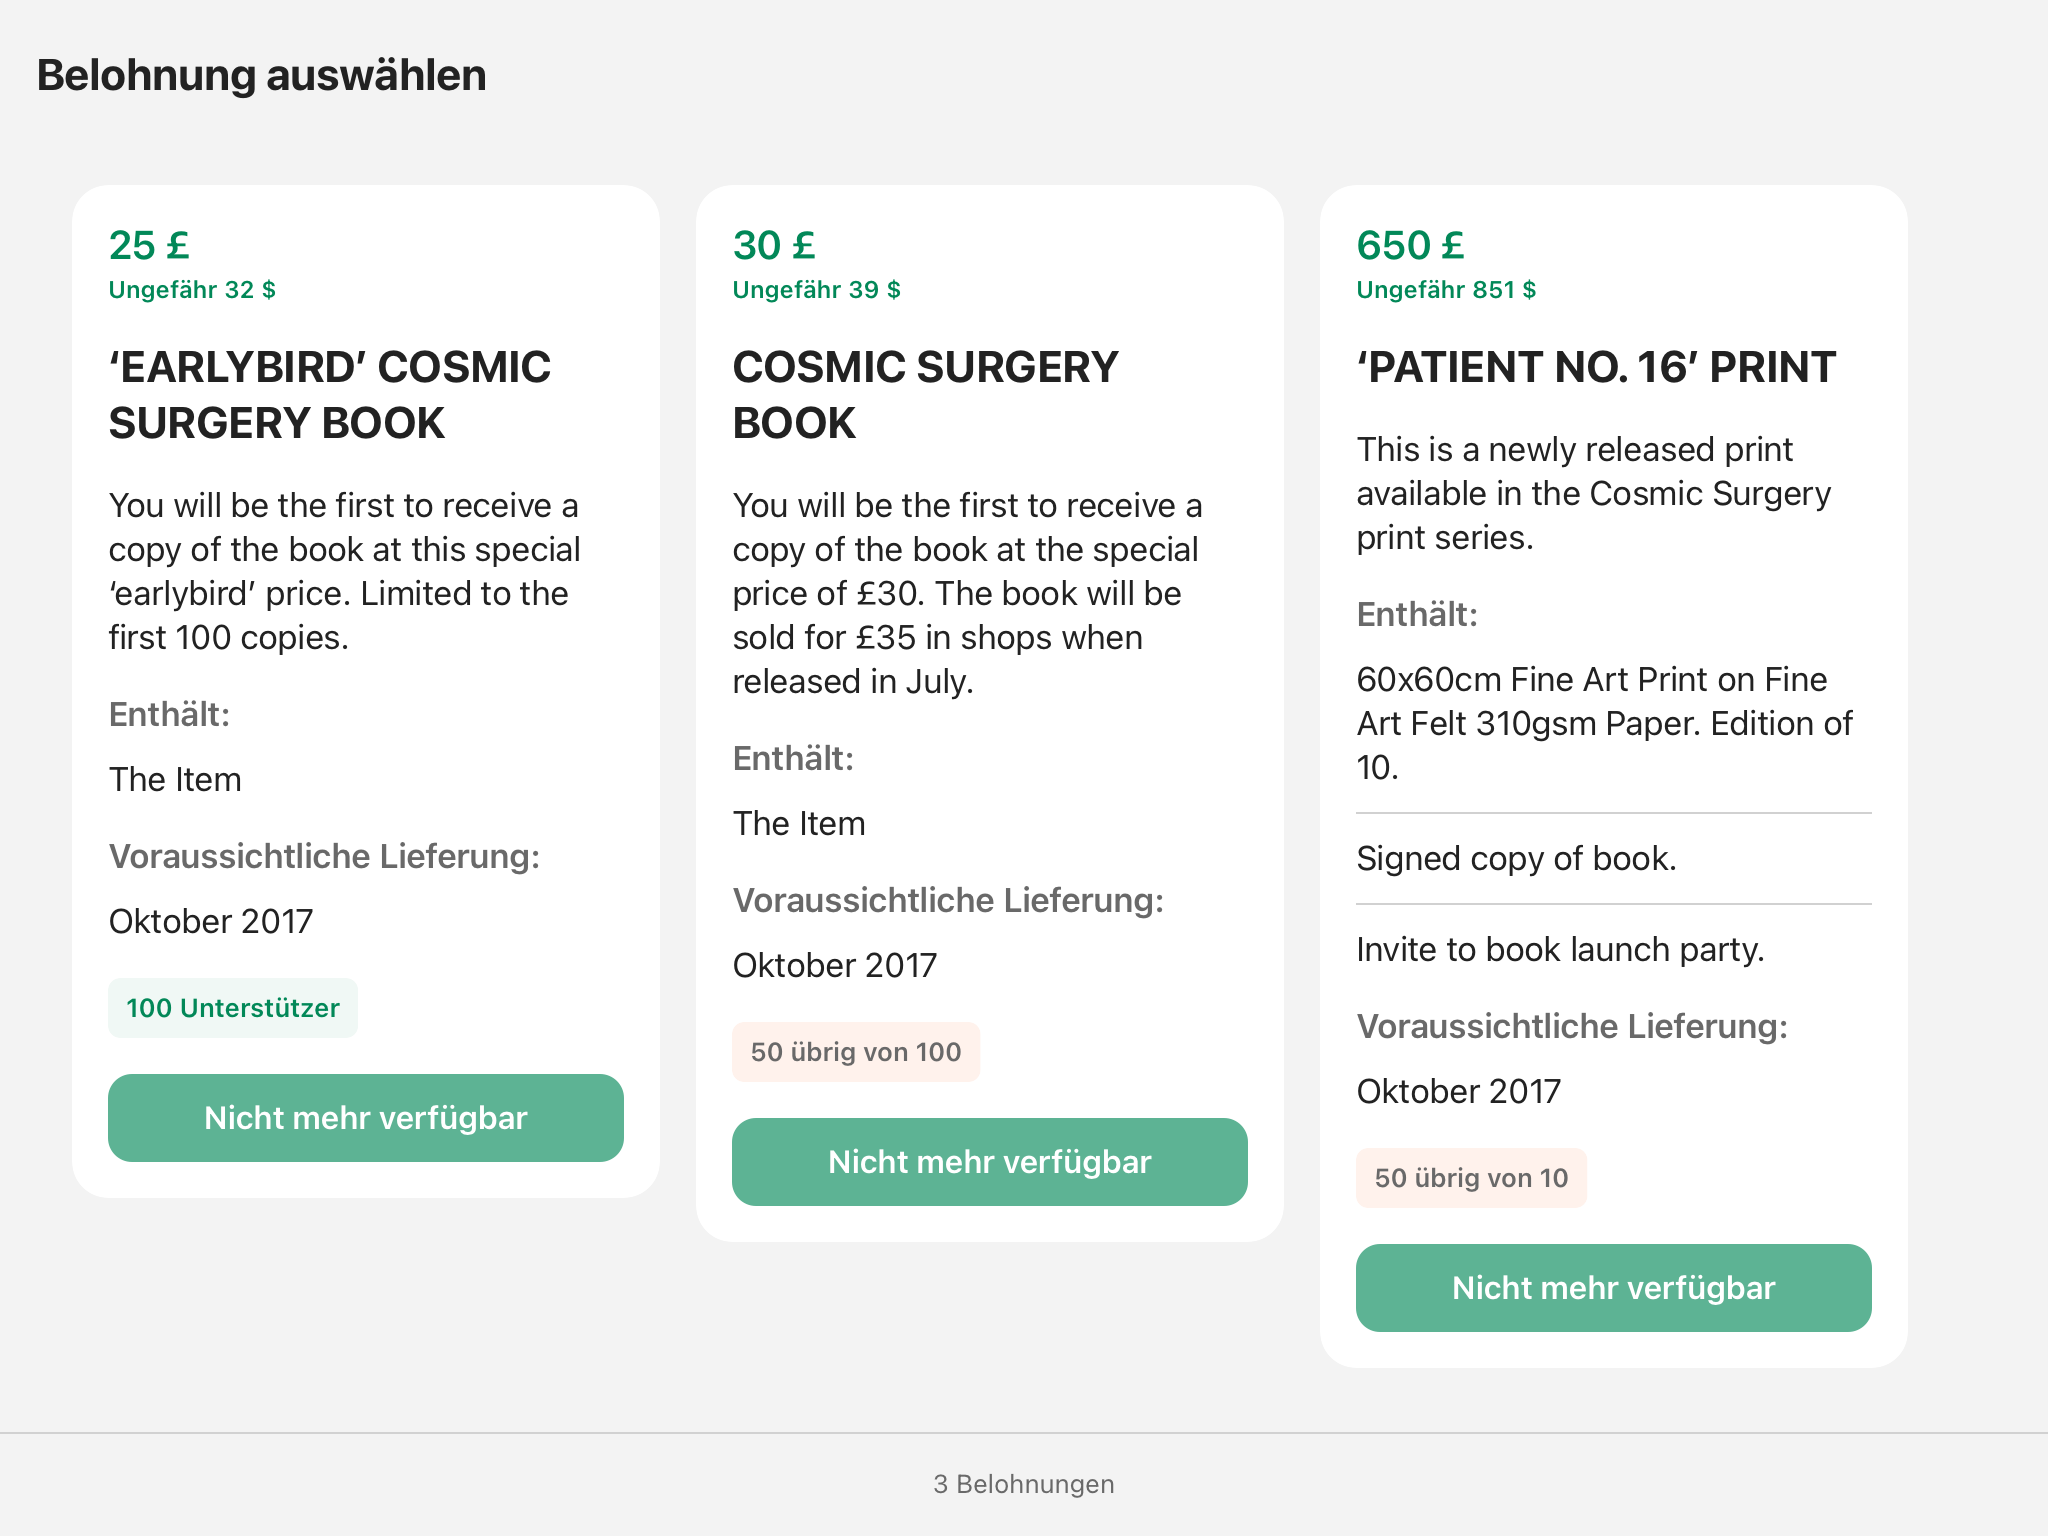 Belohnung auswählen
25 £
Ungefähr 32 $
‘EARLYBIRD’ COSMIC
SURGERY BOOK
You will be the first to receive a
copy of the book at this special
‘earlybird’ price. Limited to the
first 100 copies.
Enthält:
The Item
Voraussichtliche Lieferung:
Oktober 2017
100 Unterstützer
Nicht mehr verfügbar
30 £
Ungefähr 39 $
COSMIC SURGERY
BOOK
You will be the first to receive a
copy of the book at the special
price of £30. The book will be
sold for £35 in shops when
released in July.
Enthält:
The Item
Voraussichtliche Lieferung:
Oktober 2017
50 übrig von 100
Nicht mehr verfügbar
650 £
Ungefähr 851 $
‘PATIENT NO. 16’ PRINT
This is a newly released print
available in the Cosmic Surgery
print series.
Enthält:
60x60cm Fine Art Print on Fine
Art Felt 310gsm Paper. Edition of
10.
Signed copy of book.
Invite to book launch party.
Voraussichtliche Lieferung:
Oktober 2017
50 übrig von 10
Nicht mehr verfügbar
3 Belohnungen